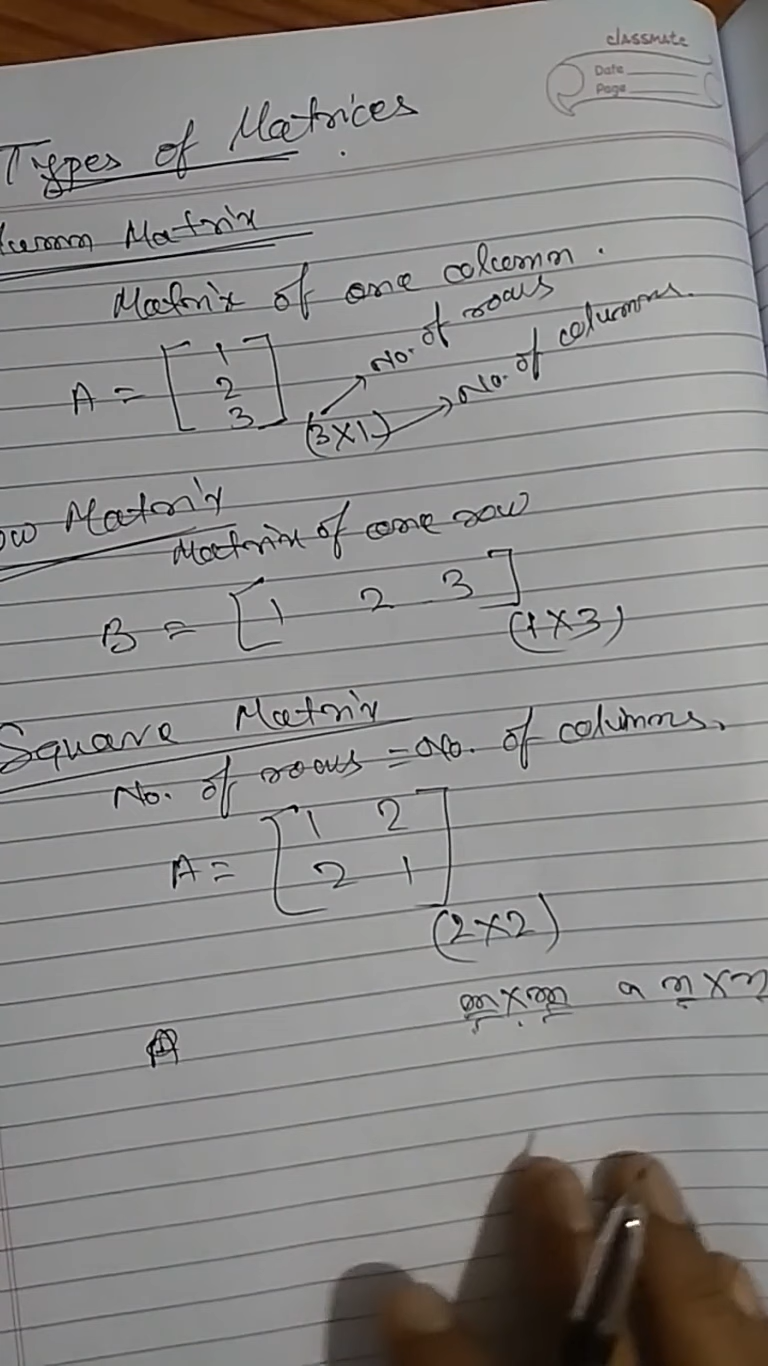 classmate
Date
Page
Types of Matrices
lumn Matrix
Matrix of one column.
A = [1
2
3] (3×1) → No. of rows → No. of columns.
ow Matrix
Matrix of one row
B = [1 2 3] (1×3)
Square Matrix
No. of rows = No. of columns.
A = [1 2
2 1]
(2×2)
m×m n×n
A